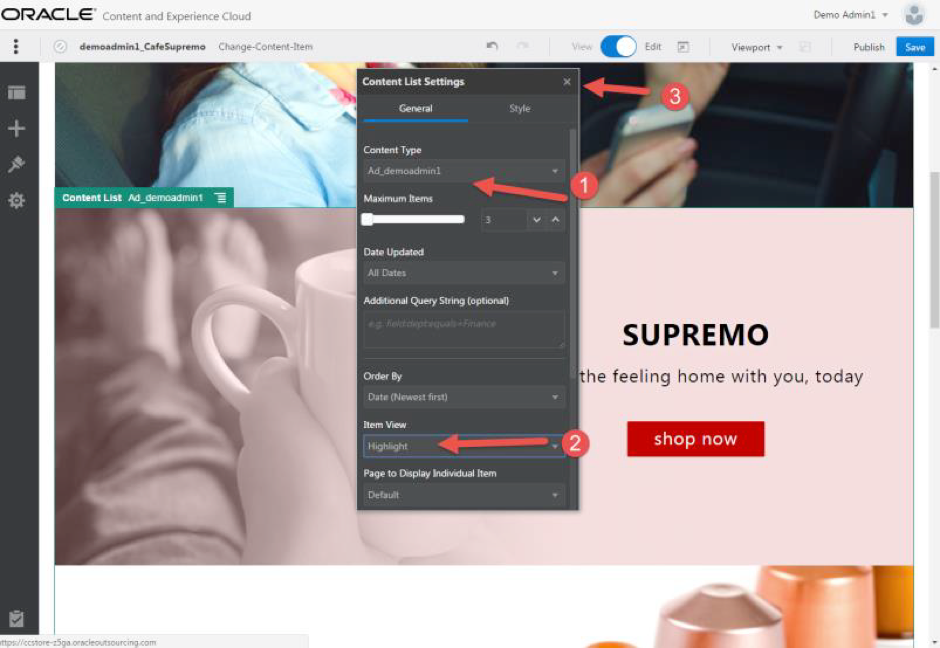 ORACLE® Content and Experience Cloud
Demo Admin1
demoadmin1_CafeSupremo Change-Content-Item
View Edit Viewport Publish Save
Content List Settings
3
General Style
Content Type
Ad_demoadmin1
1
Content List Ad_demoadmin1
Maximum Items
3
Date Updated
All Dates
Additional Query String (optional)
e.g. field:dept:equals=Finance
SUPREMO
the feeling home with you, today
Order By
Date (Newest first)
Item View
Highlight
2
shop now
Page to Display Individual Item
Default
ttps://ccstore-z5ga.oracleoutsourcing.com